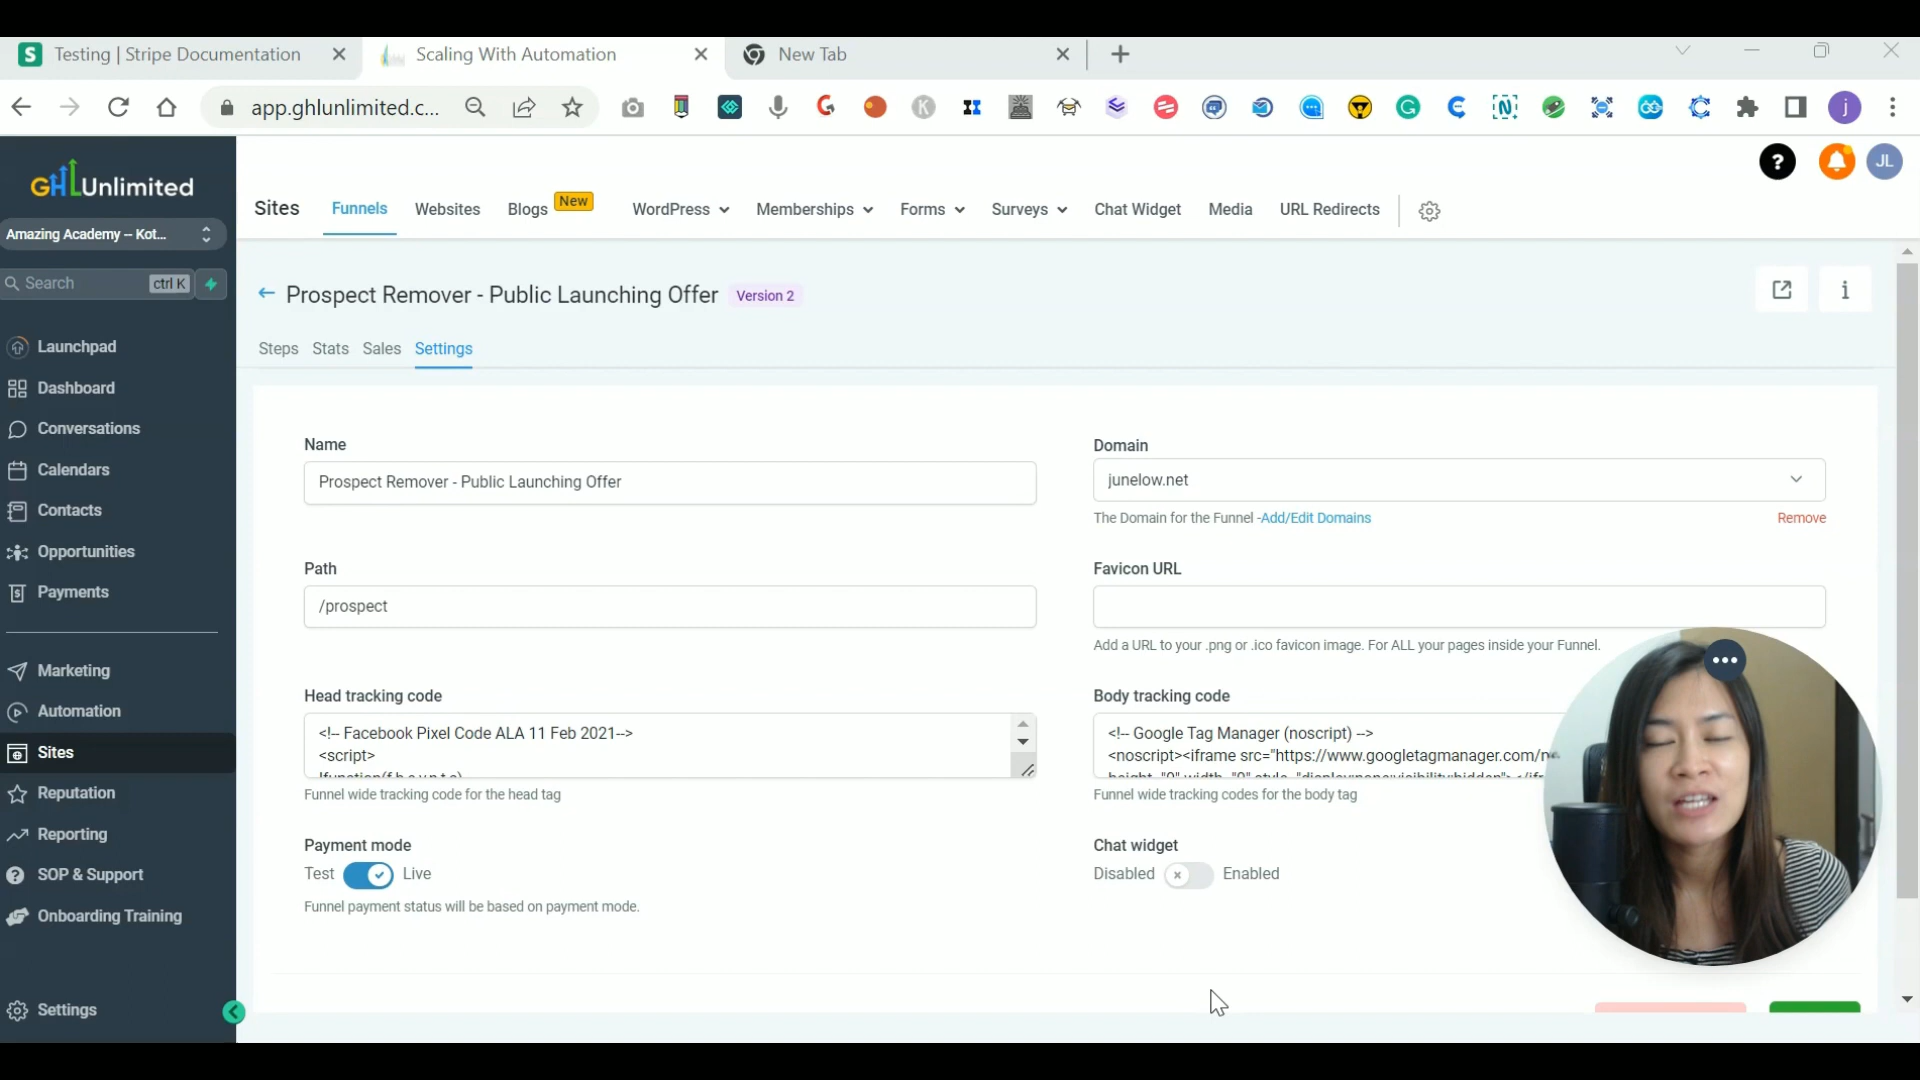 Testing | Stripe Documentation
Scaling With Automation
New Tab
app.ghlunlimited.c...
GHLUnlimited
Amazing Academy -- Kot...
Search
ctrl K
Launchpad
Dashboard
Conversations
Calendars
Contacts
Opportunities
Payments
Marketing
Automation
Sites
Reputation
Reporting
SOP & Support
Onboarding Training
Settings
Sites
Funnels
Websites
Blogs
New
WordPress
Memberships
Forms
Surveys
Chat Widget
Media
URL Redirects
JL
Prospect Remover - Public Launching Offer
Version 2
Steps
Stats
Sales
Settings
Name
Prospect Remover - Public Launching Offer
Domain
junelow.net
The Domain for the Funnel -Add/Edit Domains
Remove
Path
/prospect
Favicon URL
Add a URL to your .png or .ico favicon image. For ALL your pages inside your Funnel.
Head tracking code
<!-- Facebook Pixel Code ALA 11 Feb 2021-->
<script>
Funnel wide tracking code for the head tag
Body tracking code
<!-- Google Tag Manager (noscript) -->
<noscript><iframe src="https://www.googletagmanager.com/n
Funnel wide tracking codes for the body tag
Payment mode
Test
Live
Funnel payment status will be based on payment mode.
Chat widget
Disabled
Enabled